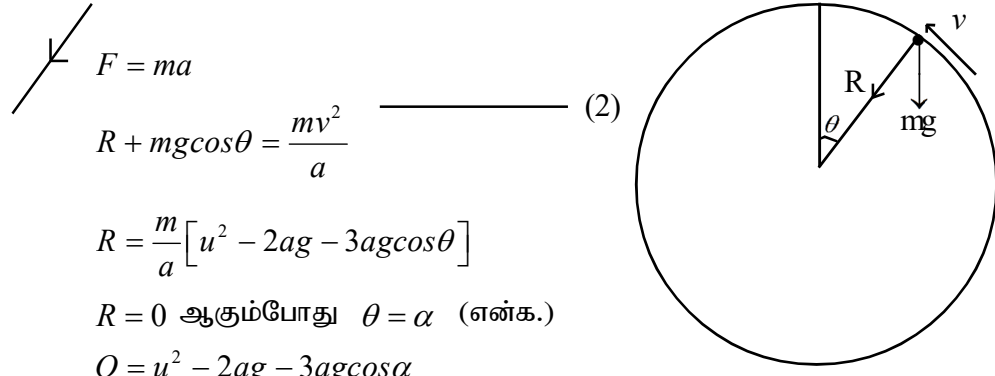 F = ma
R + mgcosθ = mv²/a ———— (2)
R = m/a [u² − 2ag − 3agcosθ]
R = 0 ஆகும்போது θ = α (என்க.)
O = u² − 2ag − 3agcosα
v
R
θ
mg